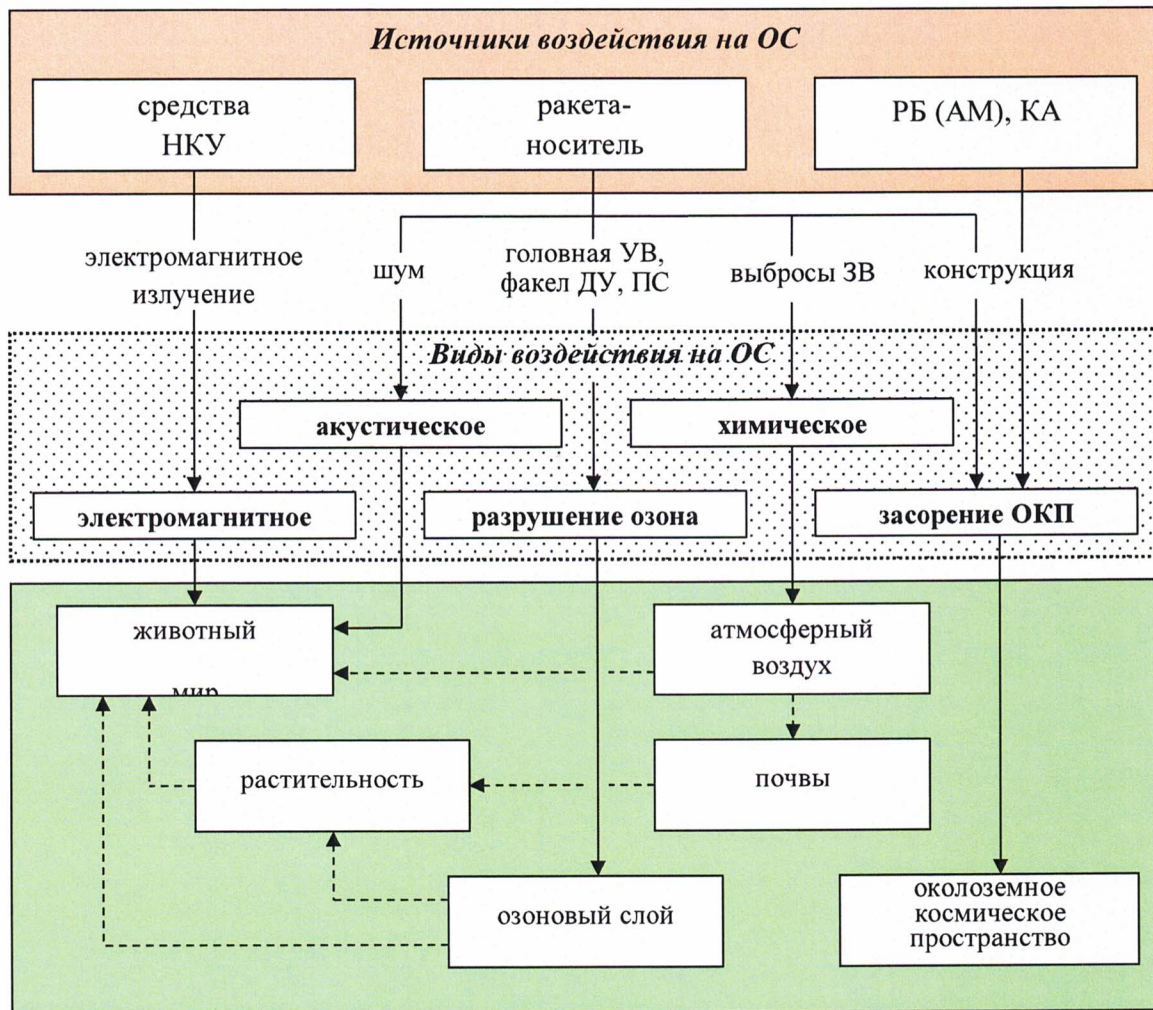 Источники воздействия на ОС
средства
НКУ
ракета-
носитель
РБ (АМ), КА
электромагнитное
излучение
шум
головная УВ,
факел ДУ, ПС
выбросы ЗВ
конструкция
Виды воздействия на ОС
акустическое
химическое
электромагнитное
разрушение озона
засорение ОКП
животный
мир
атмосферный
воздух
растительность
почвы
озоновый слой
околоземное
космическое
пространство